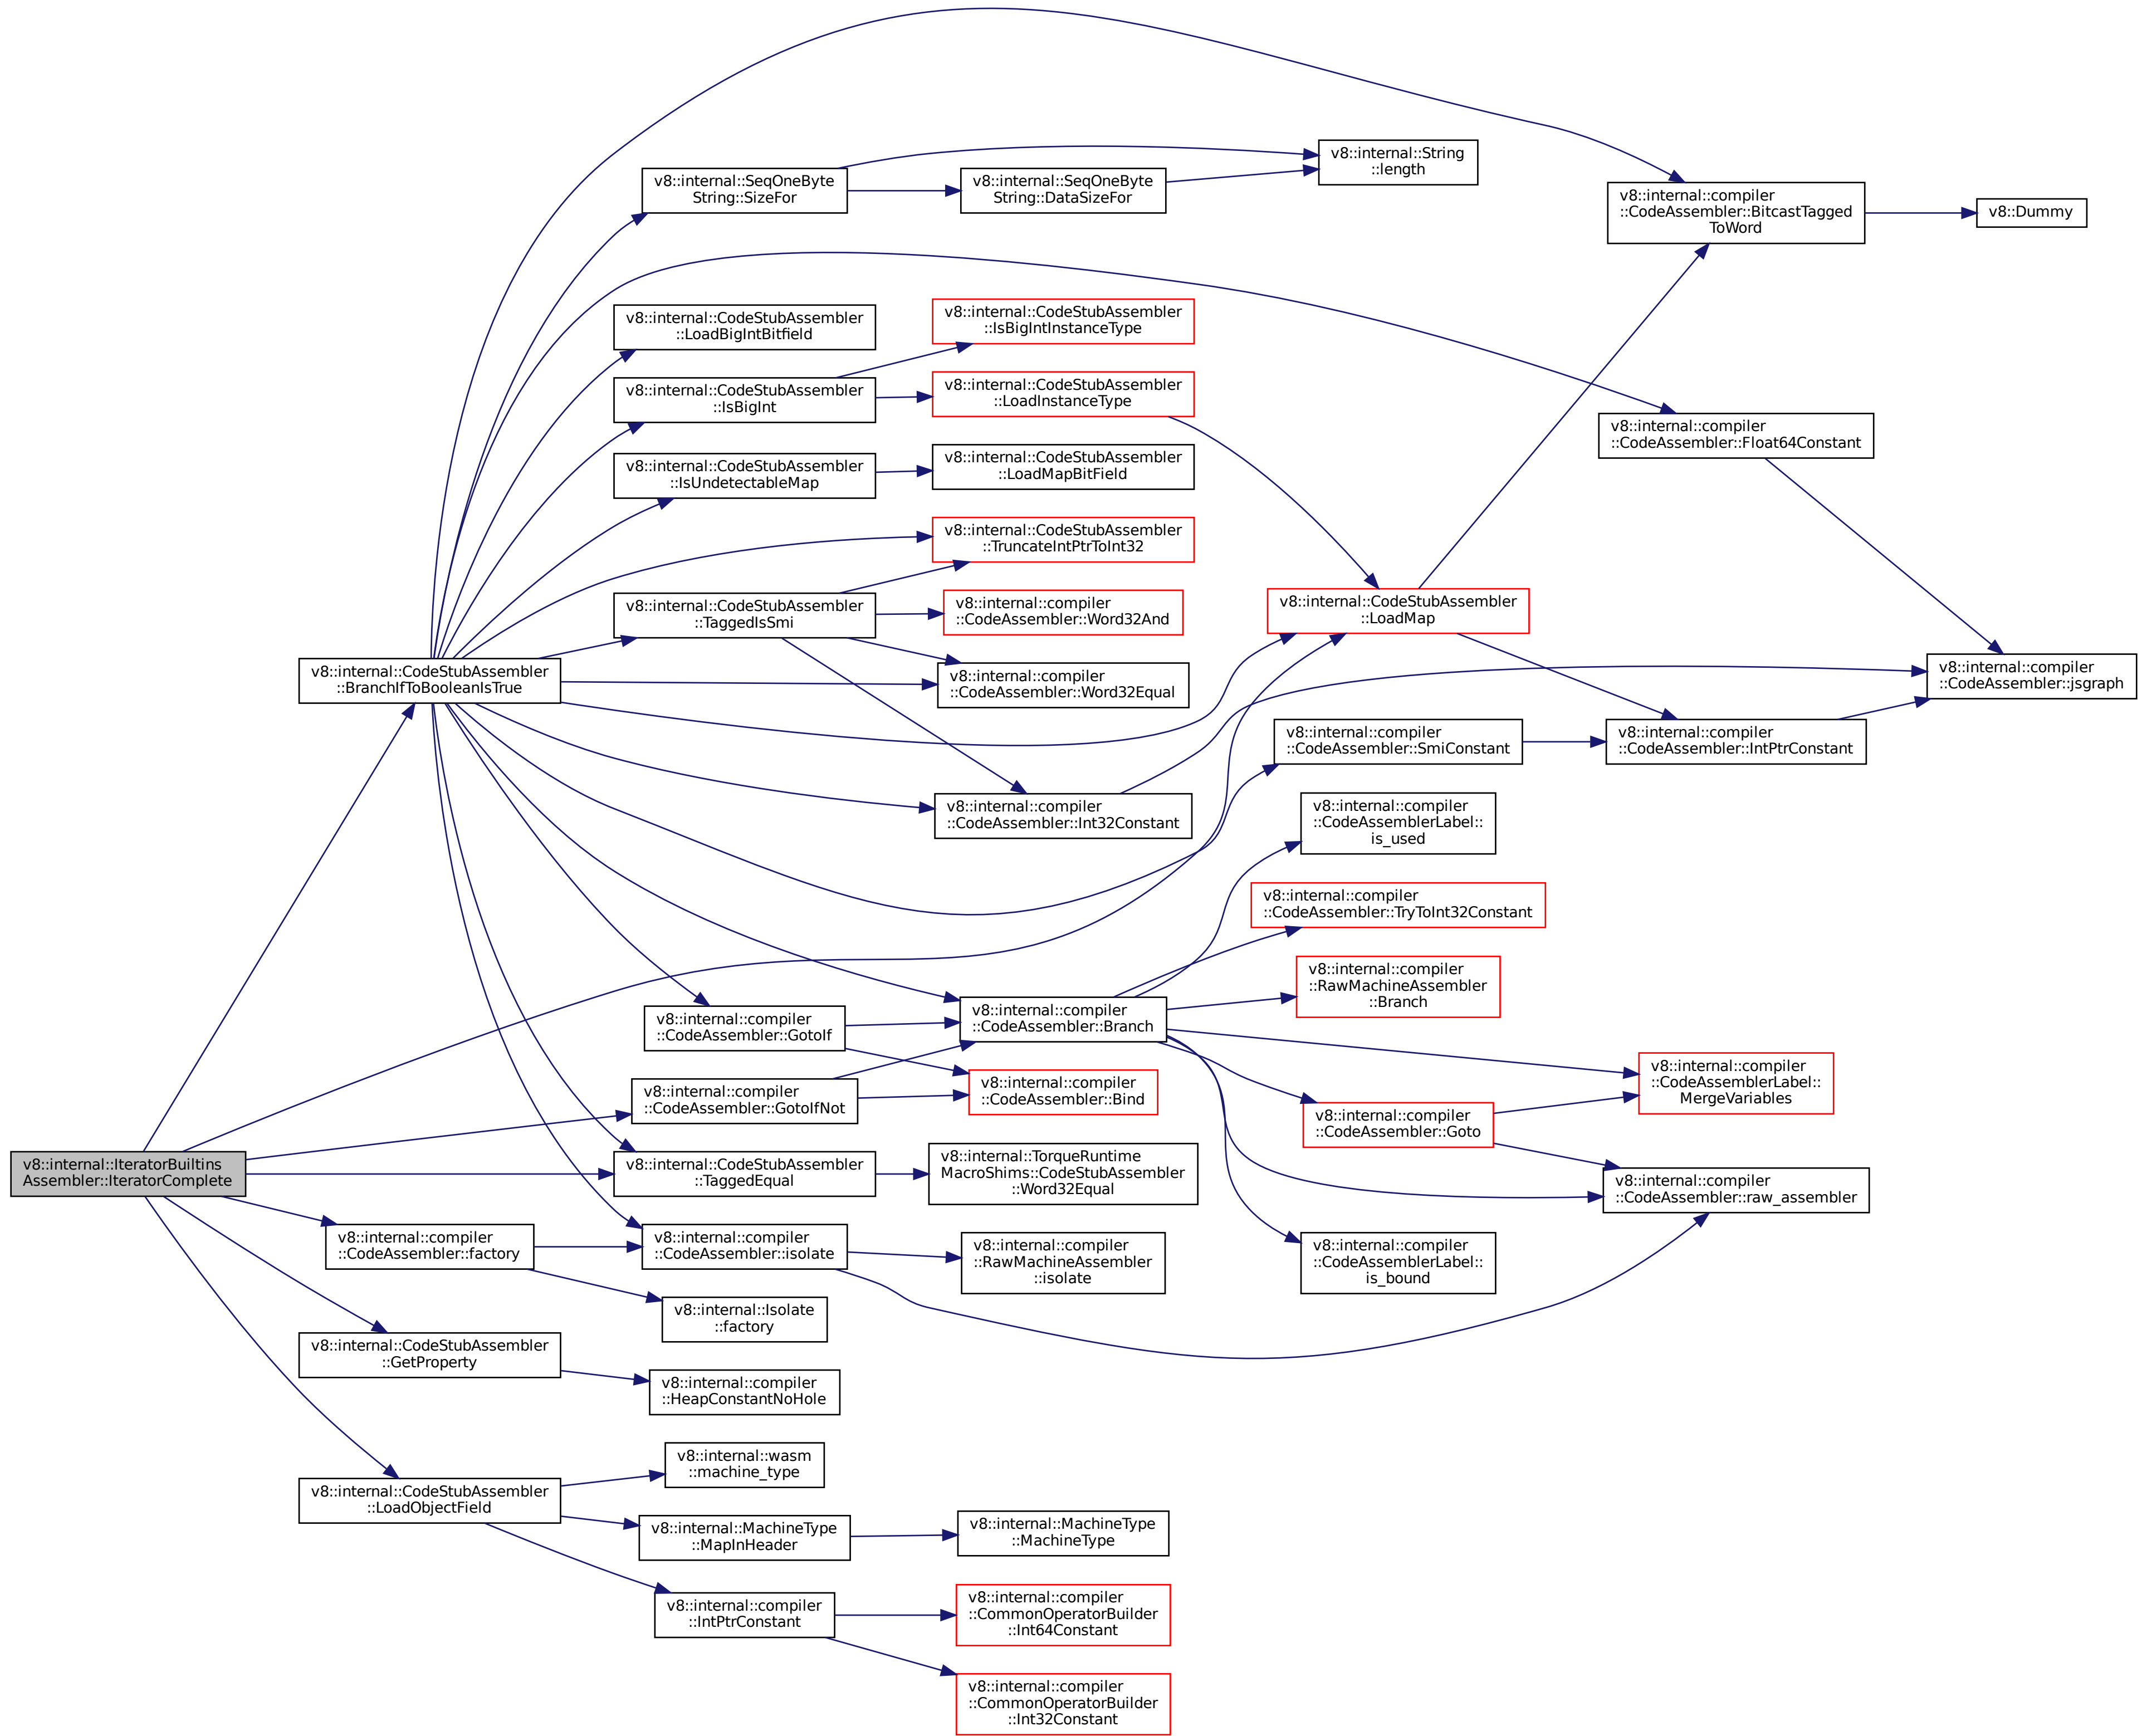 v8::internal::IteratorBuiltins
Assembler::IteratorComplete
v8::internal::CodeStubAssembler
::BranchIfToBooleanIsTrue
v8::internal::compiler
::CodeAssembler::factory
v8::internal::CodeStubAssembler
::GetProperty
v8::internal::CodeStubAssembler
::LoadObjectField
v8::internal::SeqOneByte
String::SizeFor
v8::internal::CodeStubAssembler
::LoadBigIntBitfield
v8::internal::CodeStubAssembler
::IsBigInt
v8::internal::CodeStubAssembler
::IsUndetectableMap
v8::internal::CodeStubAssembler
::TaggedIsSmi
v8::internal::compiler
::CodeAssembler::GotoIf
v8::internal::compiler
::CodeAssembler::GotoIfNot
v8::internal::CodeStubAssembler
::TaggedEqual
v8::internal::compiler
::CodeAssembler::isolate
v8::internal::Isolate
::factory
v8::internal::compiler
::HeapConstantNoHole
v8::internal::wasm
::machine_type
v8::internal::MachineType
::MapInHeader
v8::internal::compiler
::IntPtrConstant
v8::internal::SeqOneByte
String::DataSizeFor
v8::internal::CodeStubAssembler
::IsBigIntInstanceType
v8::internal::CodeStubAssembler
::LoadInstanceType
v8::internal::CodeStubAssembler
::LoadMapBitField
v8::internal::CodeStubAssembler
::TruncateIntPtrToInt32
v8::internal::compiler
::CodeAssembler::Word32And
v8::internal::compiler
::CodeAssembler::Word32Equal
v8::internal::compiler
::CodeAssembler::Int32Constant
v8::internal::compiler
::CodeAssembler::Branch
v8::internal::compiler
::CodeAssembler::Bind
v8::internal::TorqueRuntime
MacroShims::CodeStubAssembler
::Word32Equal
v8::internal::compiler
::RawMachineAssembler
::isolate
v8::internal::MachineType
::MachineType
v8::internal::compiler
::CommonOperatorBuilder
::Int64Constant
v8::internal::compiler
::CommonOperatorBuilder
::Int32Constant
v8::internal::String
::length
v8::internal::CodeStubAssembler
::LoadMap
v8::internal::compiler
::CodeAssembler::SmiConstant
v8::internal::compiler
::CodeAssemblerLabel::
is_used
v8::internal::compiler
::CodeAssembler::TryToInt32Constant
v8::internal::compiler
::RawMachineAssembler
::Branch
v8::internal::compiler
::CodeAssembler::Goto
v8::internal::compiler
::CodeAssemblerLabel::
is_bound
v8::internal::compiler
::CodeAssembler::BitcastTagged
ToWord
v8::internal::compiler
::CodeAssembler::Float64Constant
v8::internal::compiler
::CodeAssembler::IntPtrConstant
v8::internal::compiler
::CodeAssemblerLabel::
MergeVariables
v8::internal::compiler
::CodeAssembler::raw_assembler
v8::Dummy
v8::internal::compiler
::CodeAssembler::jsgraph